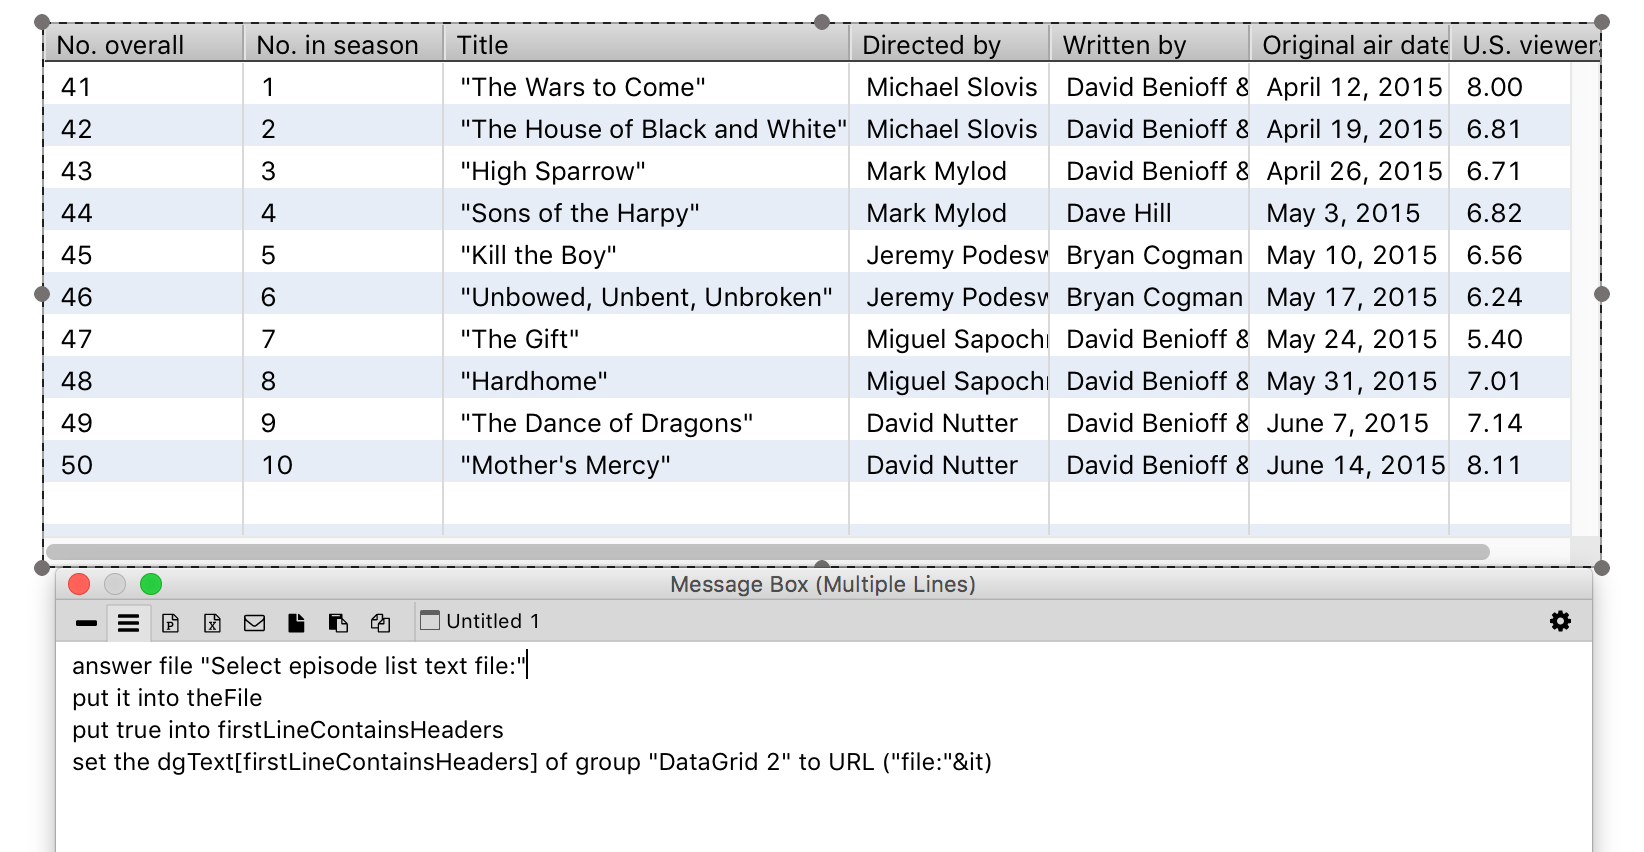 No. overall No. in season Title Directed by Written by Original air date U.S. viewer
41 1 "The Wars to Come" Michael Slovis David Benioff & April 12, 2015 8.00
42 2 "The House of Black and White" Michael Slovis David Benioff & April 19, 2015 6.81
43 3 "High Sparrow" Mark Mylod David Benioff & April 26, 2015 6.71
44 4 "Sons of the Harpy" Mark Mylod Dave Hill May 3, 2015 6.82
45 5 "Kill the Boy" Jeremy Podesw Bryan Cogman May 10, 2015 6.56
46 6 "Unbowed, Unbent, Unbroken" Jeremy Podesw Bryan Cogman May 17, 2015 6.24
47 7 "The Gift" Miguel Sapoch David Benioff & May 24, 2015 5.40
48 8 "Hardhome" Miguel Sapoch David Benioff & May 31, 2015 7.01
49 9 "The Dance of Dragons" David Nutter David Benioff & June 7, 2015 7.14
50 10 "Mother's Mercy" David Nutter David Benioff & June 14, 2015 8.11
Message Box (Multiple Lines)
Untitled 1
answer file "Select episode list text file:"
put it into theFile
put true into firstLineContainsHeaders
set the dgText[firstLineContainsHeaders] of group "DataGrid 2" to URL ("file:"&it)